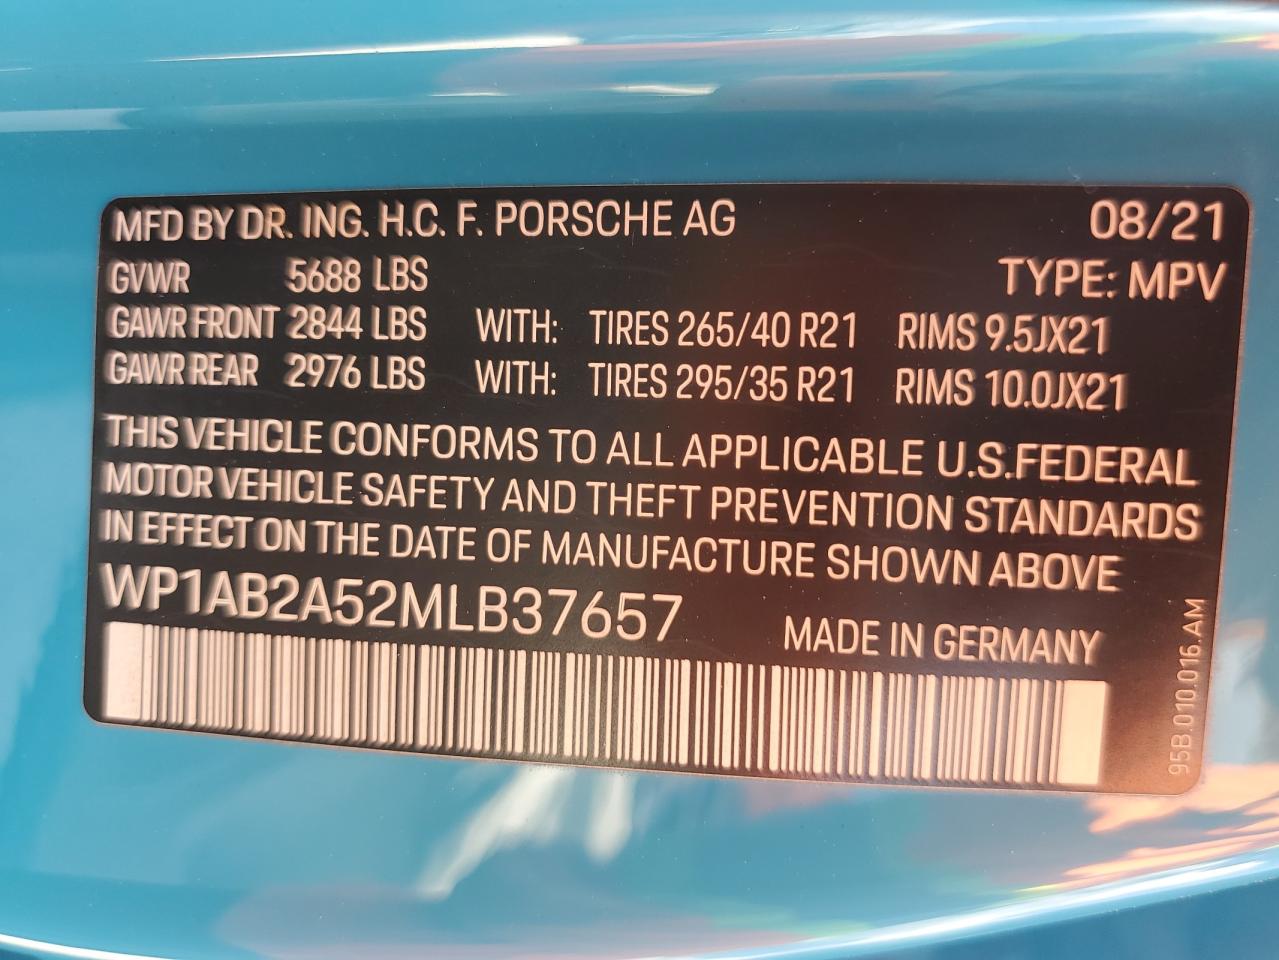 MFD BY DR. ING. H.C. F. PORSCHE AG 08/21
GVWR 5688 LBS TYPE: MPV
GAWR FRONT 2844 LBS WITH: TIRES 265/40 R21 RIMS 9.5JX21
GAWR REAR 2976 LBS WITH: TIRES 295/35 R21 RIMS 10.0JX21
THIS VEHICLE CONFORMS TO ALL APPLICABLE U.S.FEDERAL
MOTOR VEHICLE SAFETY AND THEFT PREVENTION STANDARDS
IN EFFECT ON THE DATE OF MANUFACTURE SHOWN ABOVE
WP1AB2A52MLB37657
MADE IN GERMANY
95B.010.016.AM